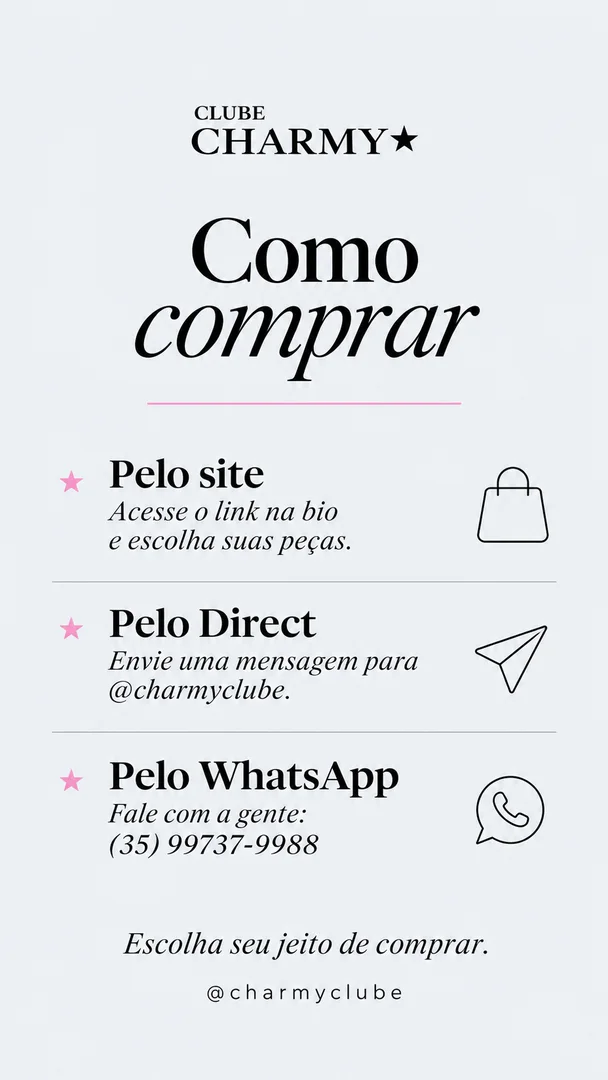 CLUBE
CHARMY★
Como
comprar
Pelo site
Acesse o link na bio
e escolha suas peças.
Pelo Direct
Envie uma mensagem para
@charmyclube.
Pelo WhatsApp
Fale com a gente:
(35) 99737-9988
Escolha seu jeito de comprar.
@charmyclube